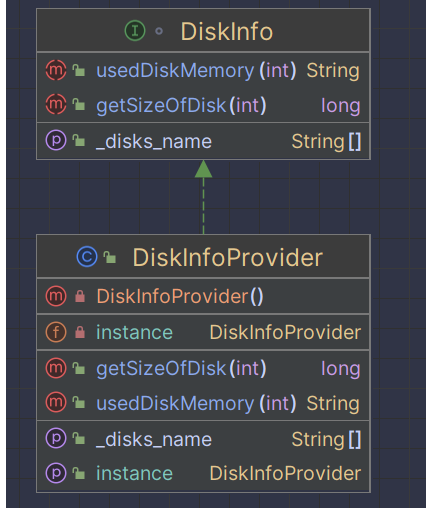 I DiskInfo
m usedDiskMemory(int) String
m getSizeOfDisk(int) long
p _disks_name String[]
C DiskInfoProvider
m DiskInfoProvider()
f instance DiskInfoProvider
m getSizeOfDisk(int) long
m usedDiskMemory(int) String
p _disks_name String[]
p instance DiskInfoProvider